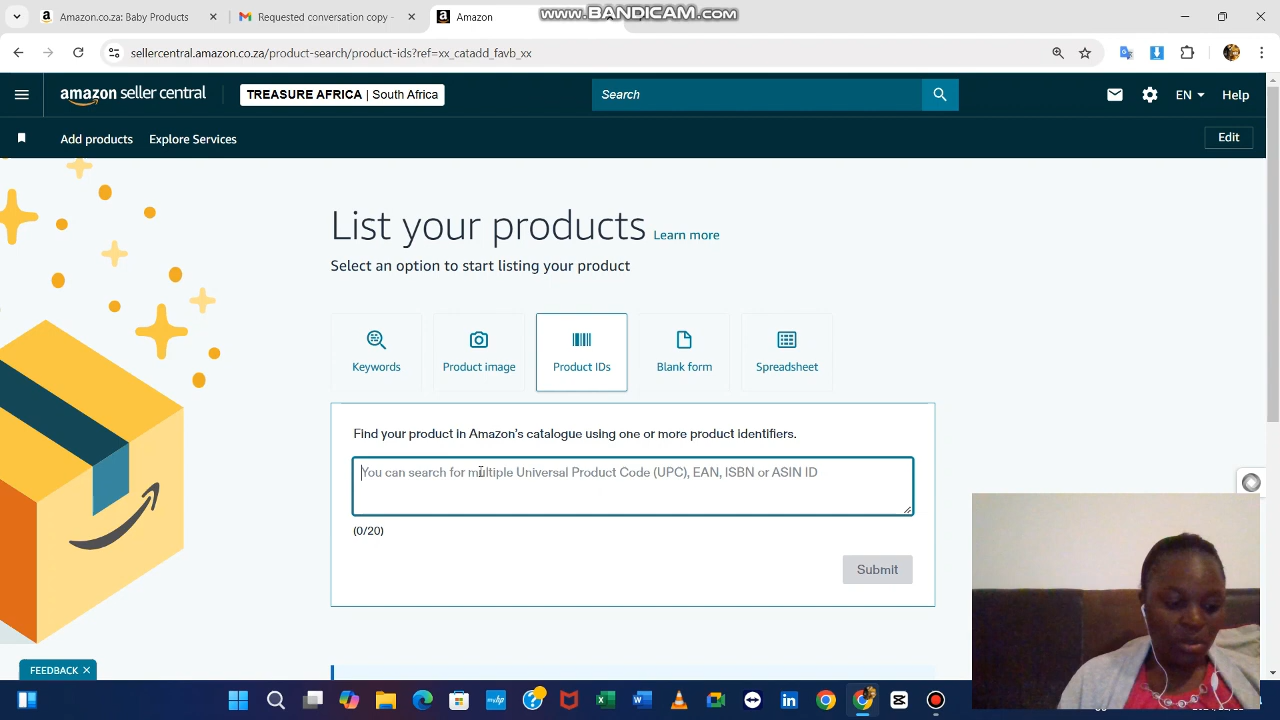 Amazon.co.za: Baby Products
Requested conversation copy -
Amazon
www.BANDICAM.com
sellercentral.amazon.co.za/product-search/product-ids?ref=xx_catadd_favb_xx
amazon seller central
TREASURE AFRICA | South Africa
Search
EN
Help
Add products
Explore Services
Edit
List your products
Learn more
Select an option to start listing your product
Keywords
Product image
Product IDs
Blank form
Spreadsheet
Find your product in Amazon's catalogue using one or more product identifiers.
You can search for multiple Universal Product Code (UPC), EAN, ISBN or ASIN ID
(0/20)
Submit
FEEDBACK